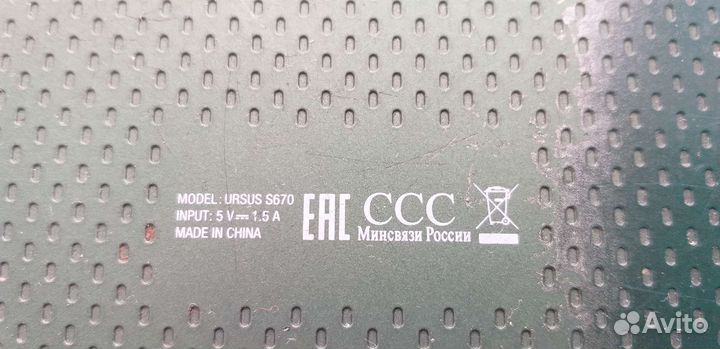 MODEL: URSUS S670
INPUT: 5 V⎓ 1.5 A
MADE IN CHINA
EAC
CCC
Минсвязи России
Avito